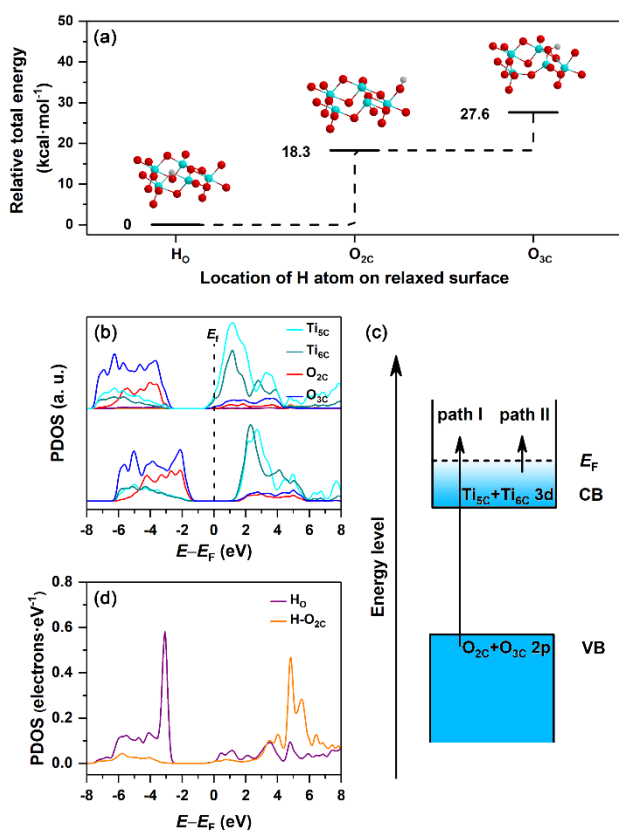 (a)
Relative total energy
(kcal·mol⁻¹)
50
40
30
20
10
0
0
18.3
27.6
H_O
O_2C
O_3C
Location of H atom on relaxed surface
(b)
E_f
Ti_5C
Ti_6C
O_2C
O_3C
PDOS (a. u.)
-8 -6 -4 -2 0 2 4 6 8
E–E_F (eV)
(c)
Energy level
path I path II
E_F
Ti_5C+Ti_6C 3d
CB
O_2C+O_3C 2p
VB
(d)
H_O
H-O_2C
PDOS (electrons·eV⁻¹)
0.8
0.6
0.4
0.2
0.0
-8 -6 -4 -2 0 2 4 6 8
E–E_F (eV)